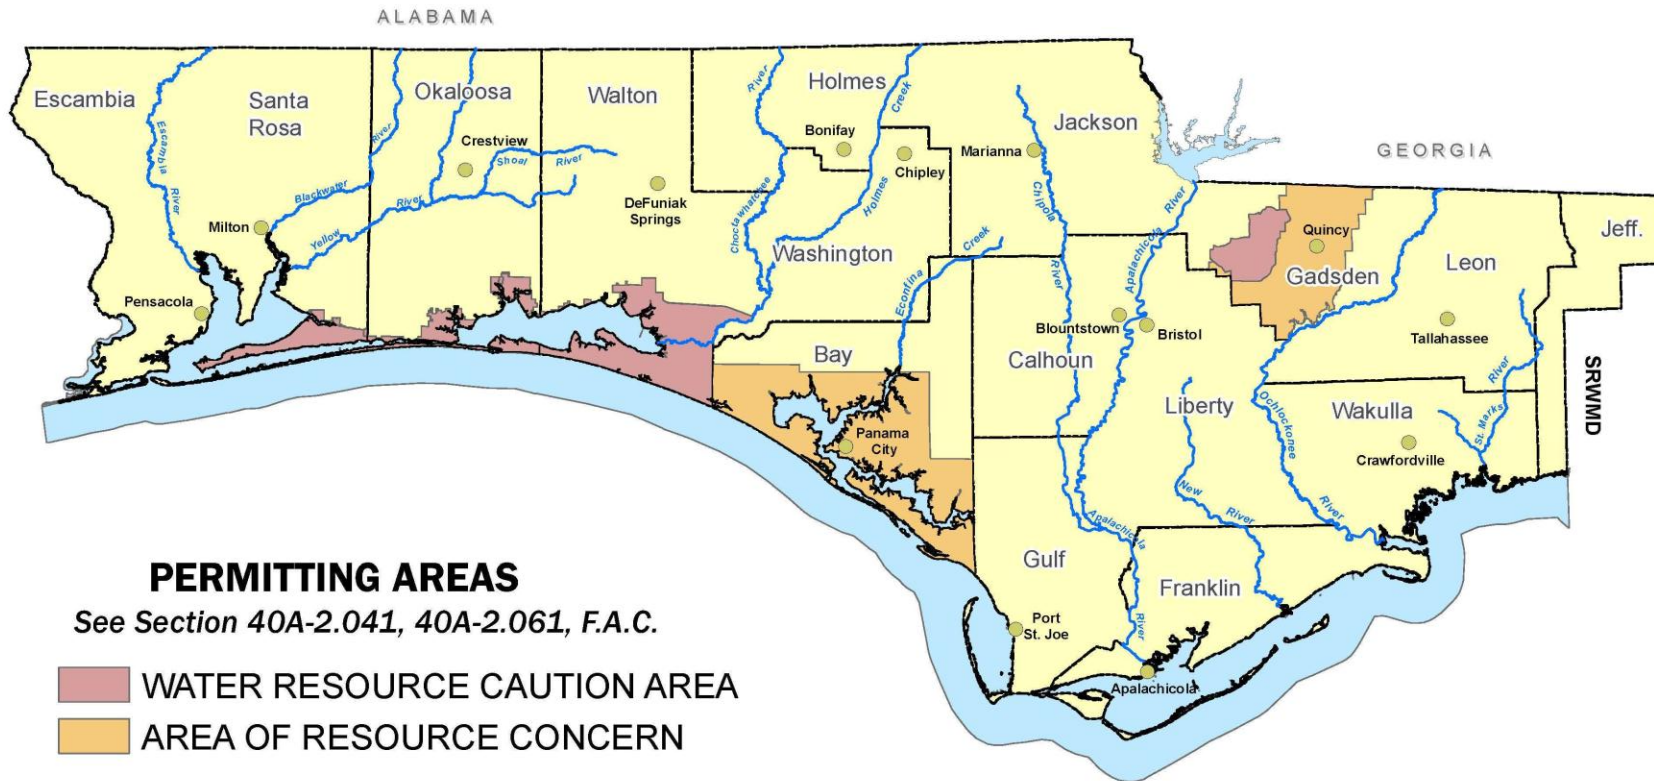 ALABAMA
Escambia
Santa
Rosa
Okaloosa
Walton
Holmes
Jackson
GEORGIA
Jeff.
Crestview
Bonifay
Chipley
Marianna
DeFuniak
Springs
Milton
Pensacola
Escambia
River
Blackwater
River
Yellow
River
Shoal
River
Choctawhatchee
River
Holmes
Creek
Washington
Econfina
Creek
Chipola
River
Apalachicola
River
Quincy
Gadsden
Leon
Tallahassee
Blountstown
Bristol
Bay
Calhoun
Liberty
Wakulla
Ochlockonee
River
St. Marks
River
SRWMD
Panama
City
Crawfordville
New
River
Apalachicola
River
Gulf
Franklin
Port
St. Joe
Apalachicola
PERMITTING AREAS
See Section 40A-2.041, 40A-2.061, F.A.C.
WATER RESOURCE CAUTION AREA
AREA OF RESOURCE CONCERN